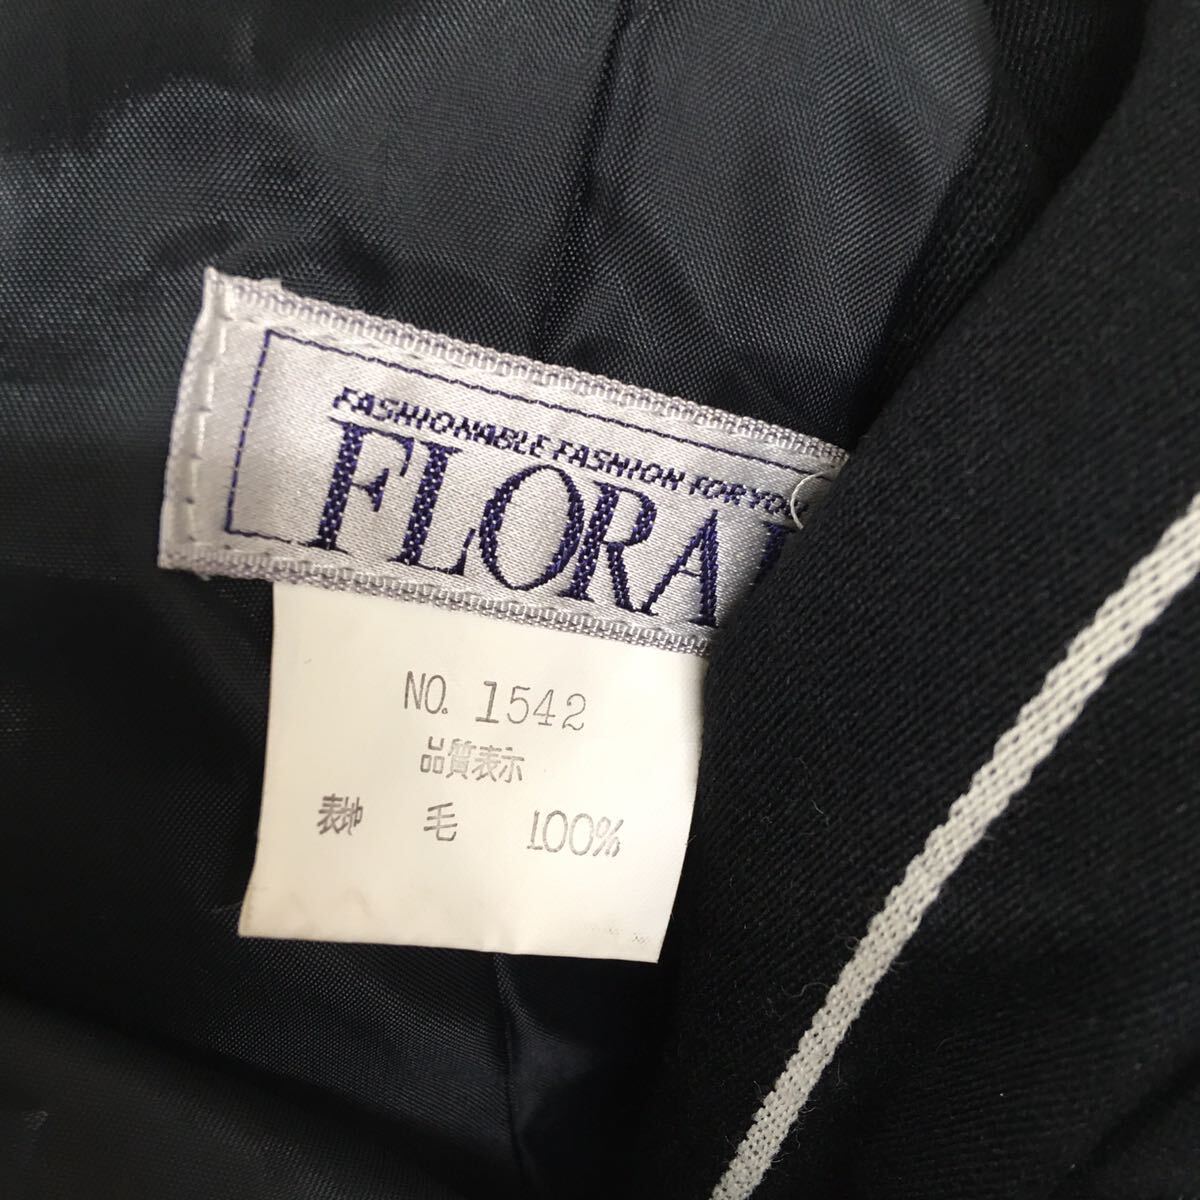 FASHIONABLE FASHION FOR YOU
FLORA
NO. 1542
品質表示
表地 毛 100%